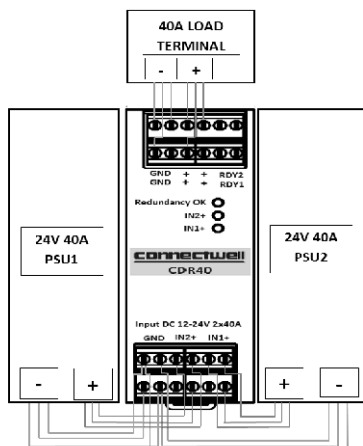 40A LOAD
TERMINAL
- +
GND + + RDY2
GND + + RDY1
Redundancy OK
IN2+
IN1+
connectwell
CDR40
24V 40A
PSU1
24V 40A
PSU2
Input DC 12-24V 2x40A
GND IN2+ IN1+
- +
+ -